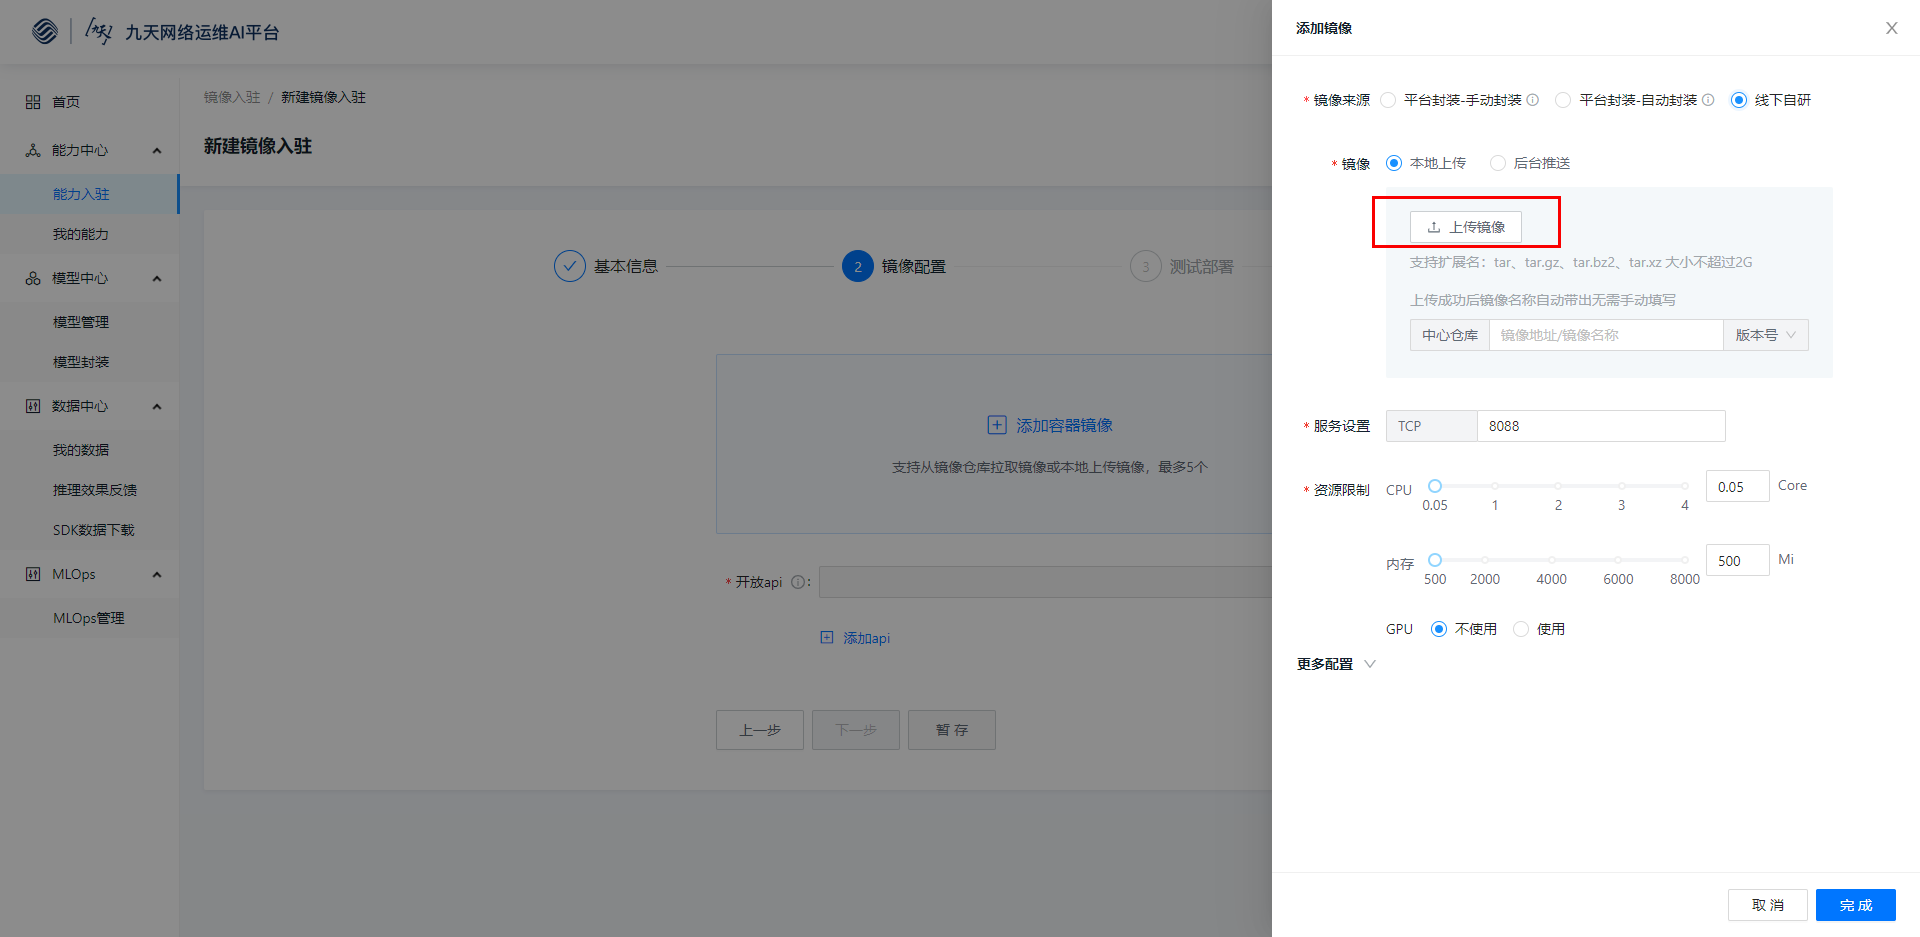 九天网络运维AI平台
首页
能力中心
能力入驻
我的能力
模型中心
模型管理
模型封装
数据中心
我的数据
推理效果反馈
SDK数据下载
MLOps
MLOps管理
镜像入驻 / 新建镜像入驻
新建镜像入驻
基本信息
2 镜像配置
3 测试部署
添加容器镜像
支持从镜像仓库拉取镜像或本地上传镜像，最多5个
* 开放api :
添加api
上一步 下一步 暂 存
添加镜像
* 镜像来源 平台封装-手动封装 平台封装-自动封装 线下自研
* 镜像 本地上传 后台推送
上传镜像
支持扩展名：tar、tar.gz、tar.bz2、tar.xz 大小不超过2G
上传成功后镜像名称自动带出无需手动填写
中心仓库 镜像地址/镜像名称 版本号
* 服务设置 TCP 8088
* 资源限制 CPU 0.05 Core
0.05 1 2 3 4
内存 500 Mi
500 2000 4000 6000 8000
GPU 不使用 使用
更多配置
取 消 完 成